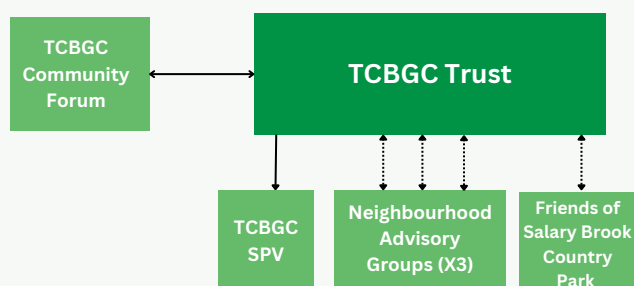 TCBGC
Community
Forum
TCBGC Trust
TCBGC
SPV
Neighbourhood
Advisory
Groups (X3)
Friends of
Salary Brook
Country
Park